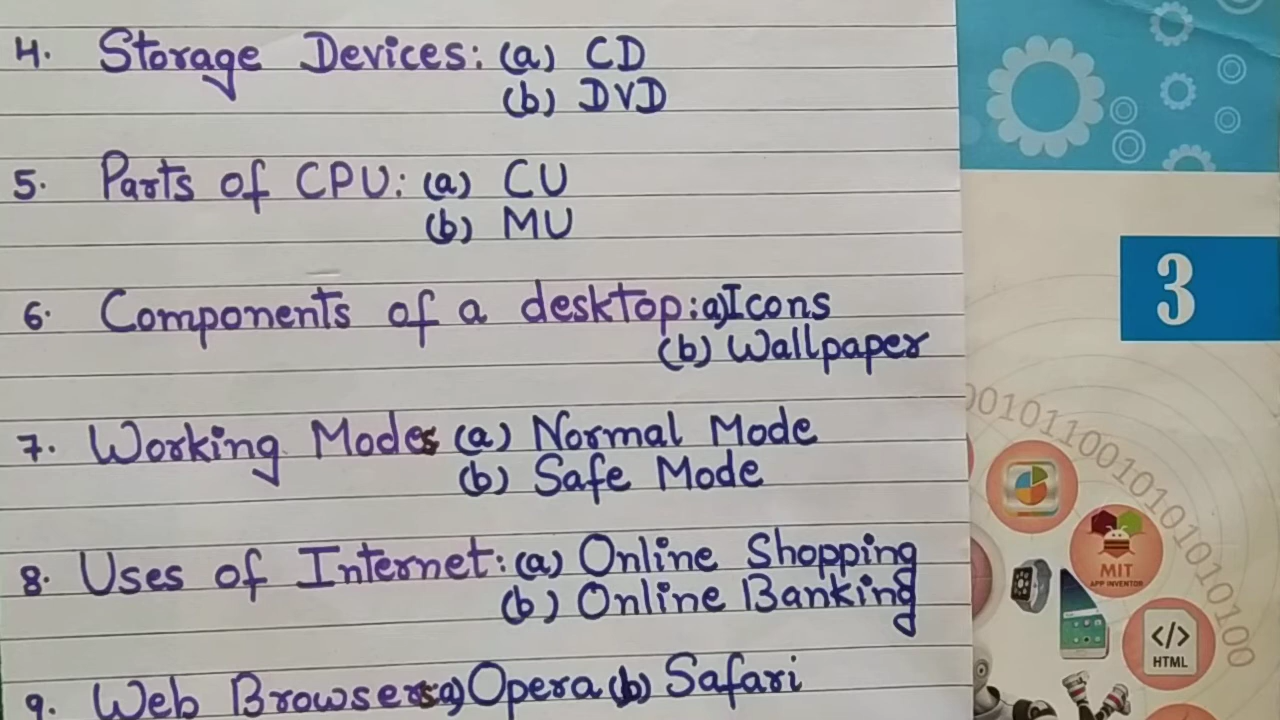 4. Storage Devices: (a) CD
(b) DVD
5. Parts of CPU: (a) CU
(b) MU
6. Components of a desktop: a) Icons
(b) Wallpaper
7. Working Modes (a) Normal Mode
(b) Safe Mode
8. Uses of Internet: (a) Online Shopping
(b) Online Banking
9. Web Browsers a) Opera (b) Safari
3
001011001010101010100
MIT
APP INVENTOR
</>
HTML